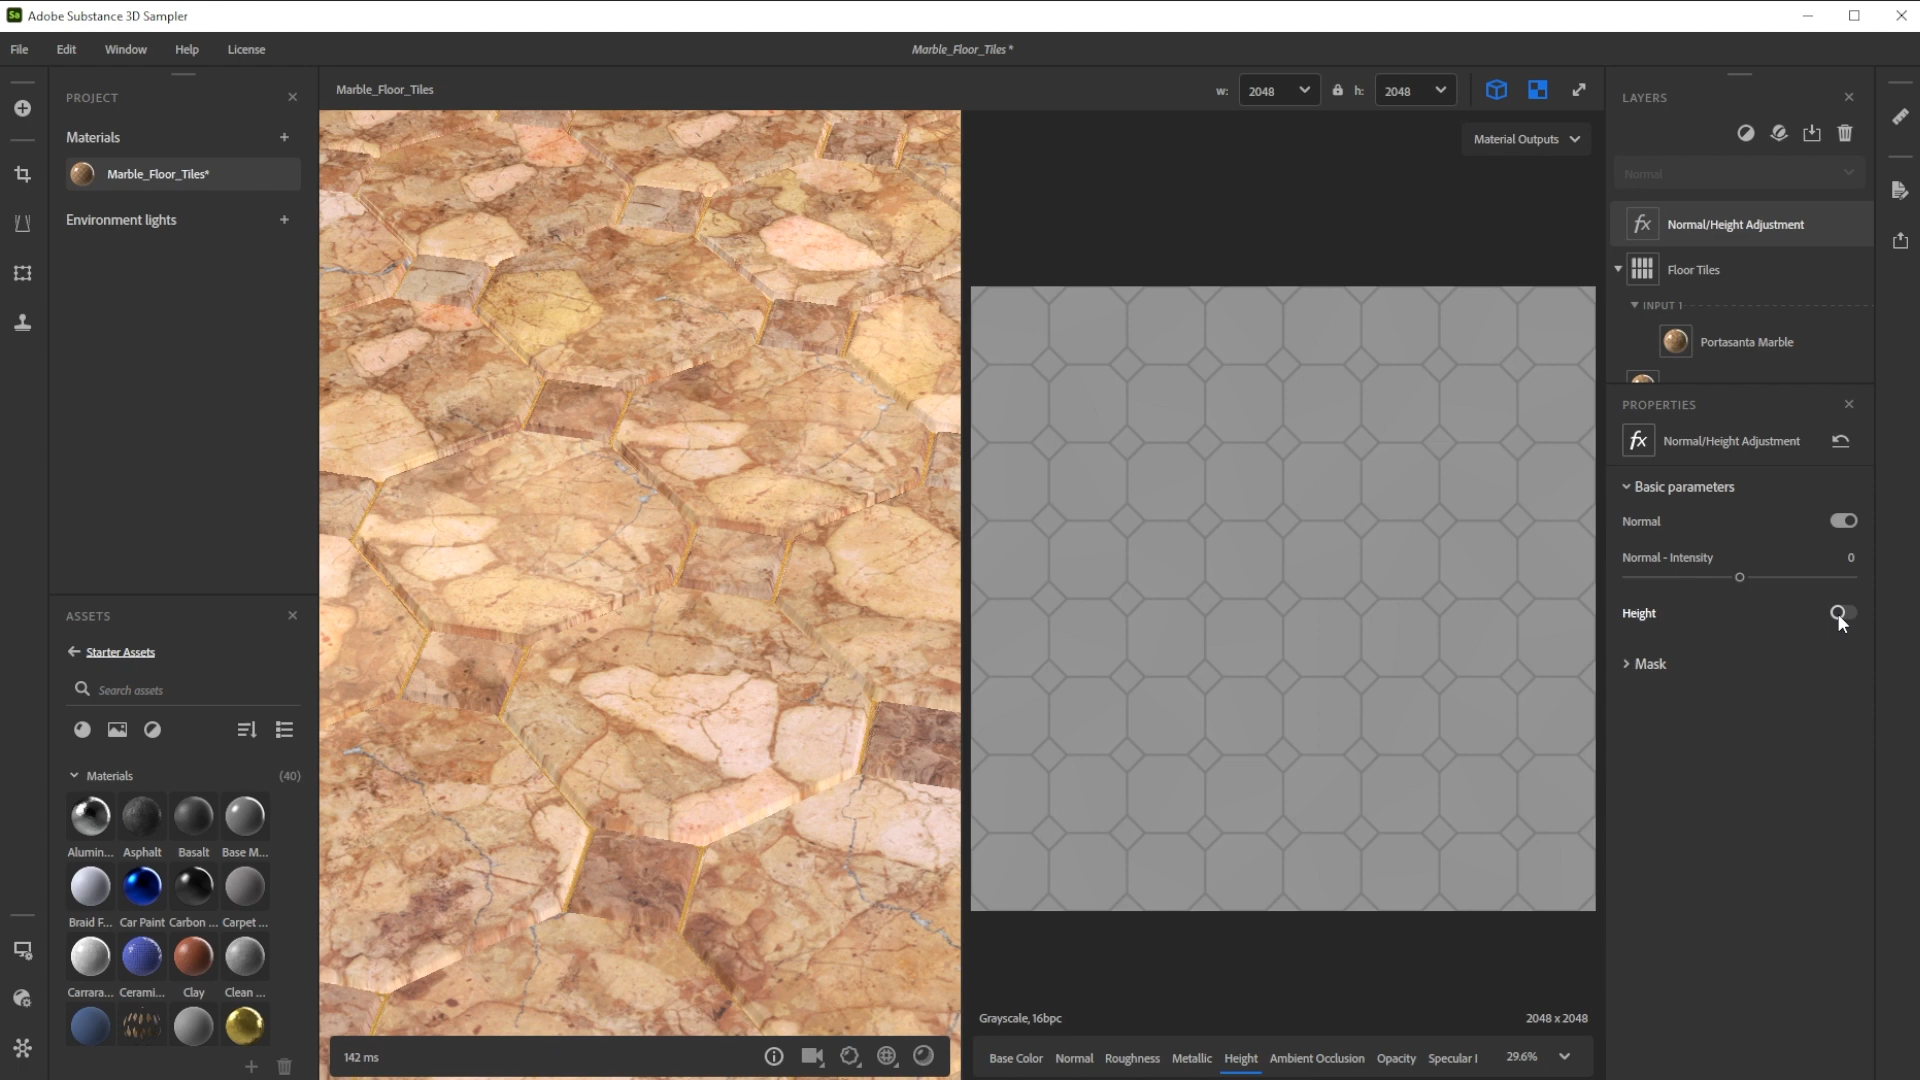 Sa Adobe Substance 3D Sampler
File Edit Window Help License
Marble_Floor_Tiles *
PROJECT
Materials
Marble_Floor_Tiles*
Environment lights
ASSETS
Starter Assets
Search assets
Materials (40)
Alumin... Asphalt Basalt Base M...
Braid F... Car Paint Carbon ... Carpet ...
Carrara... Cerami... Clay Clean ...
Marble_Floor_Tiles
w: 2048 h: 2048
Material Outputs
142 ms
Grayscale, 16bpc 2048 x 2048
Base Color Normal Roughness Metallic Height Ambient Occlusion Opacity Specular l 29.6%
LAYERS
Normal
fx Normal/Height Adjustment
Floor Tiles
INPUT 1
Portasanta Marble
PROPERTIES
fx Normal/Height Adjustment
Basic parameters
Normal
Normal - Intensity 0
Height
Mask